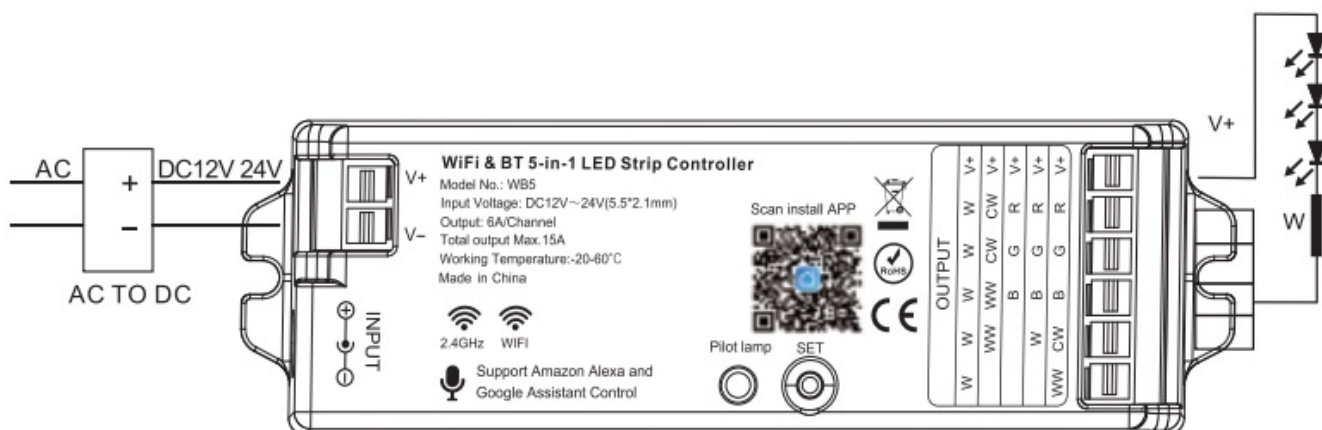 AC
DC12V 24V
+
−
AC TO DC
V+
V−
INPUT
WiFi & BT 5-in-1 LED Strip Controller
Model No.: WB5
Input Voltage: DC12V～24V(5.5*2.1mm)
Output: 6A/Channel
Total output Max.15A
Working Temperature:-20-60℃
Made in China
2.4GHz WIFI
Support Amazon Alexa and
Google Assistant Control
Scan install APP
Pilot lamp
SET
RoHS
CE
OUTPUT
W W W W W V+
WW WW CW CW V+
B G R V+
W B G R V+
WW CW B G R V+
V+
W